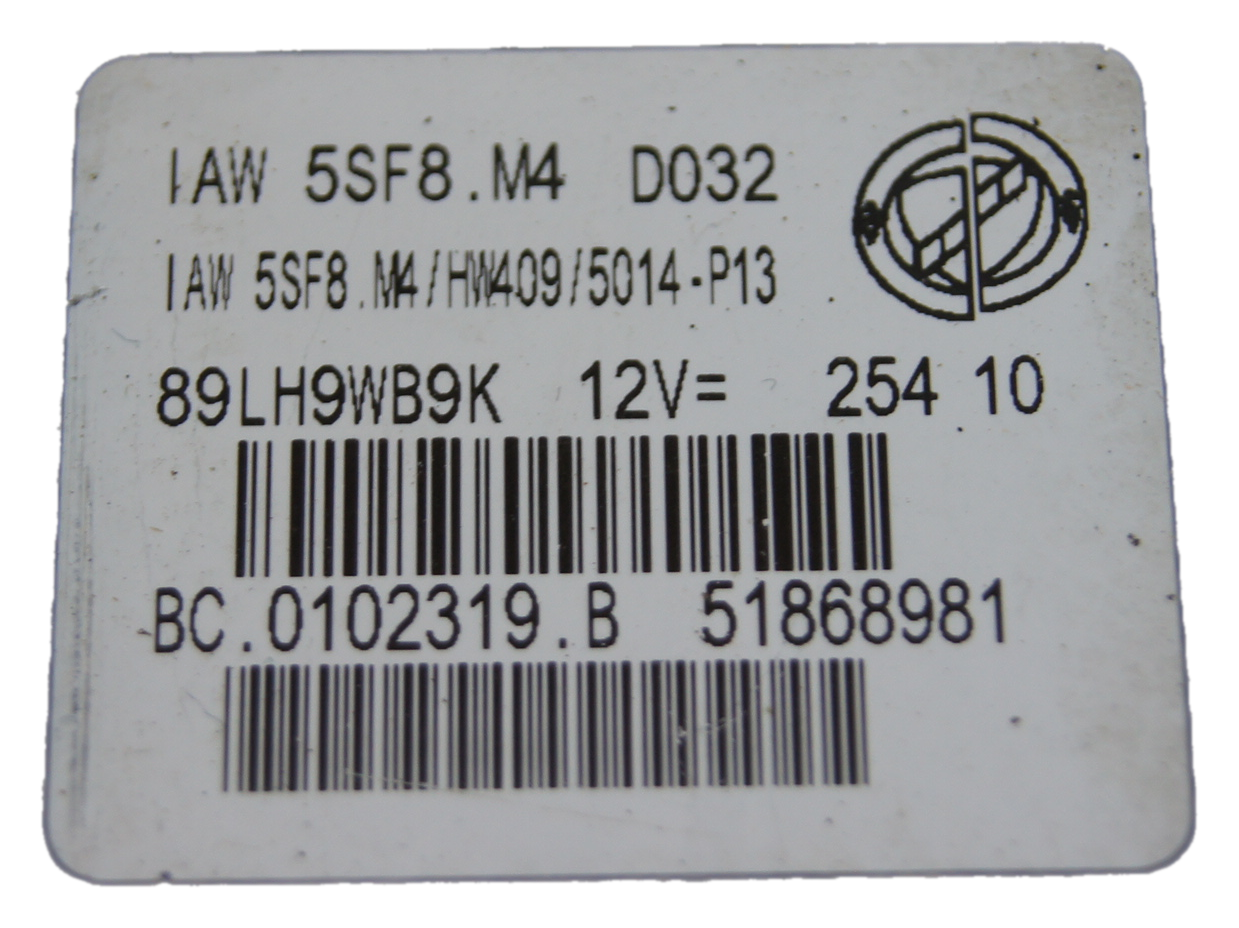 IAW 5SF8.M4 D032
IAW 5SF8.M4/HW409/5014-P13
89LH9WB9K 12V= 254 10
BC.0102319.B 51868981